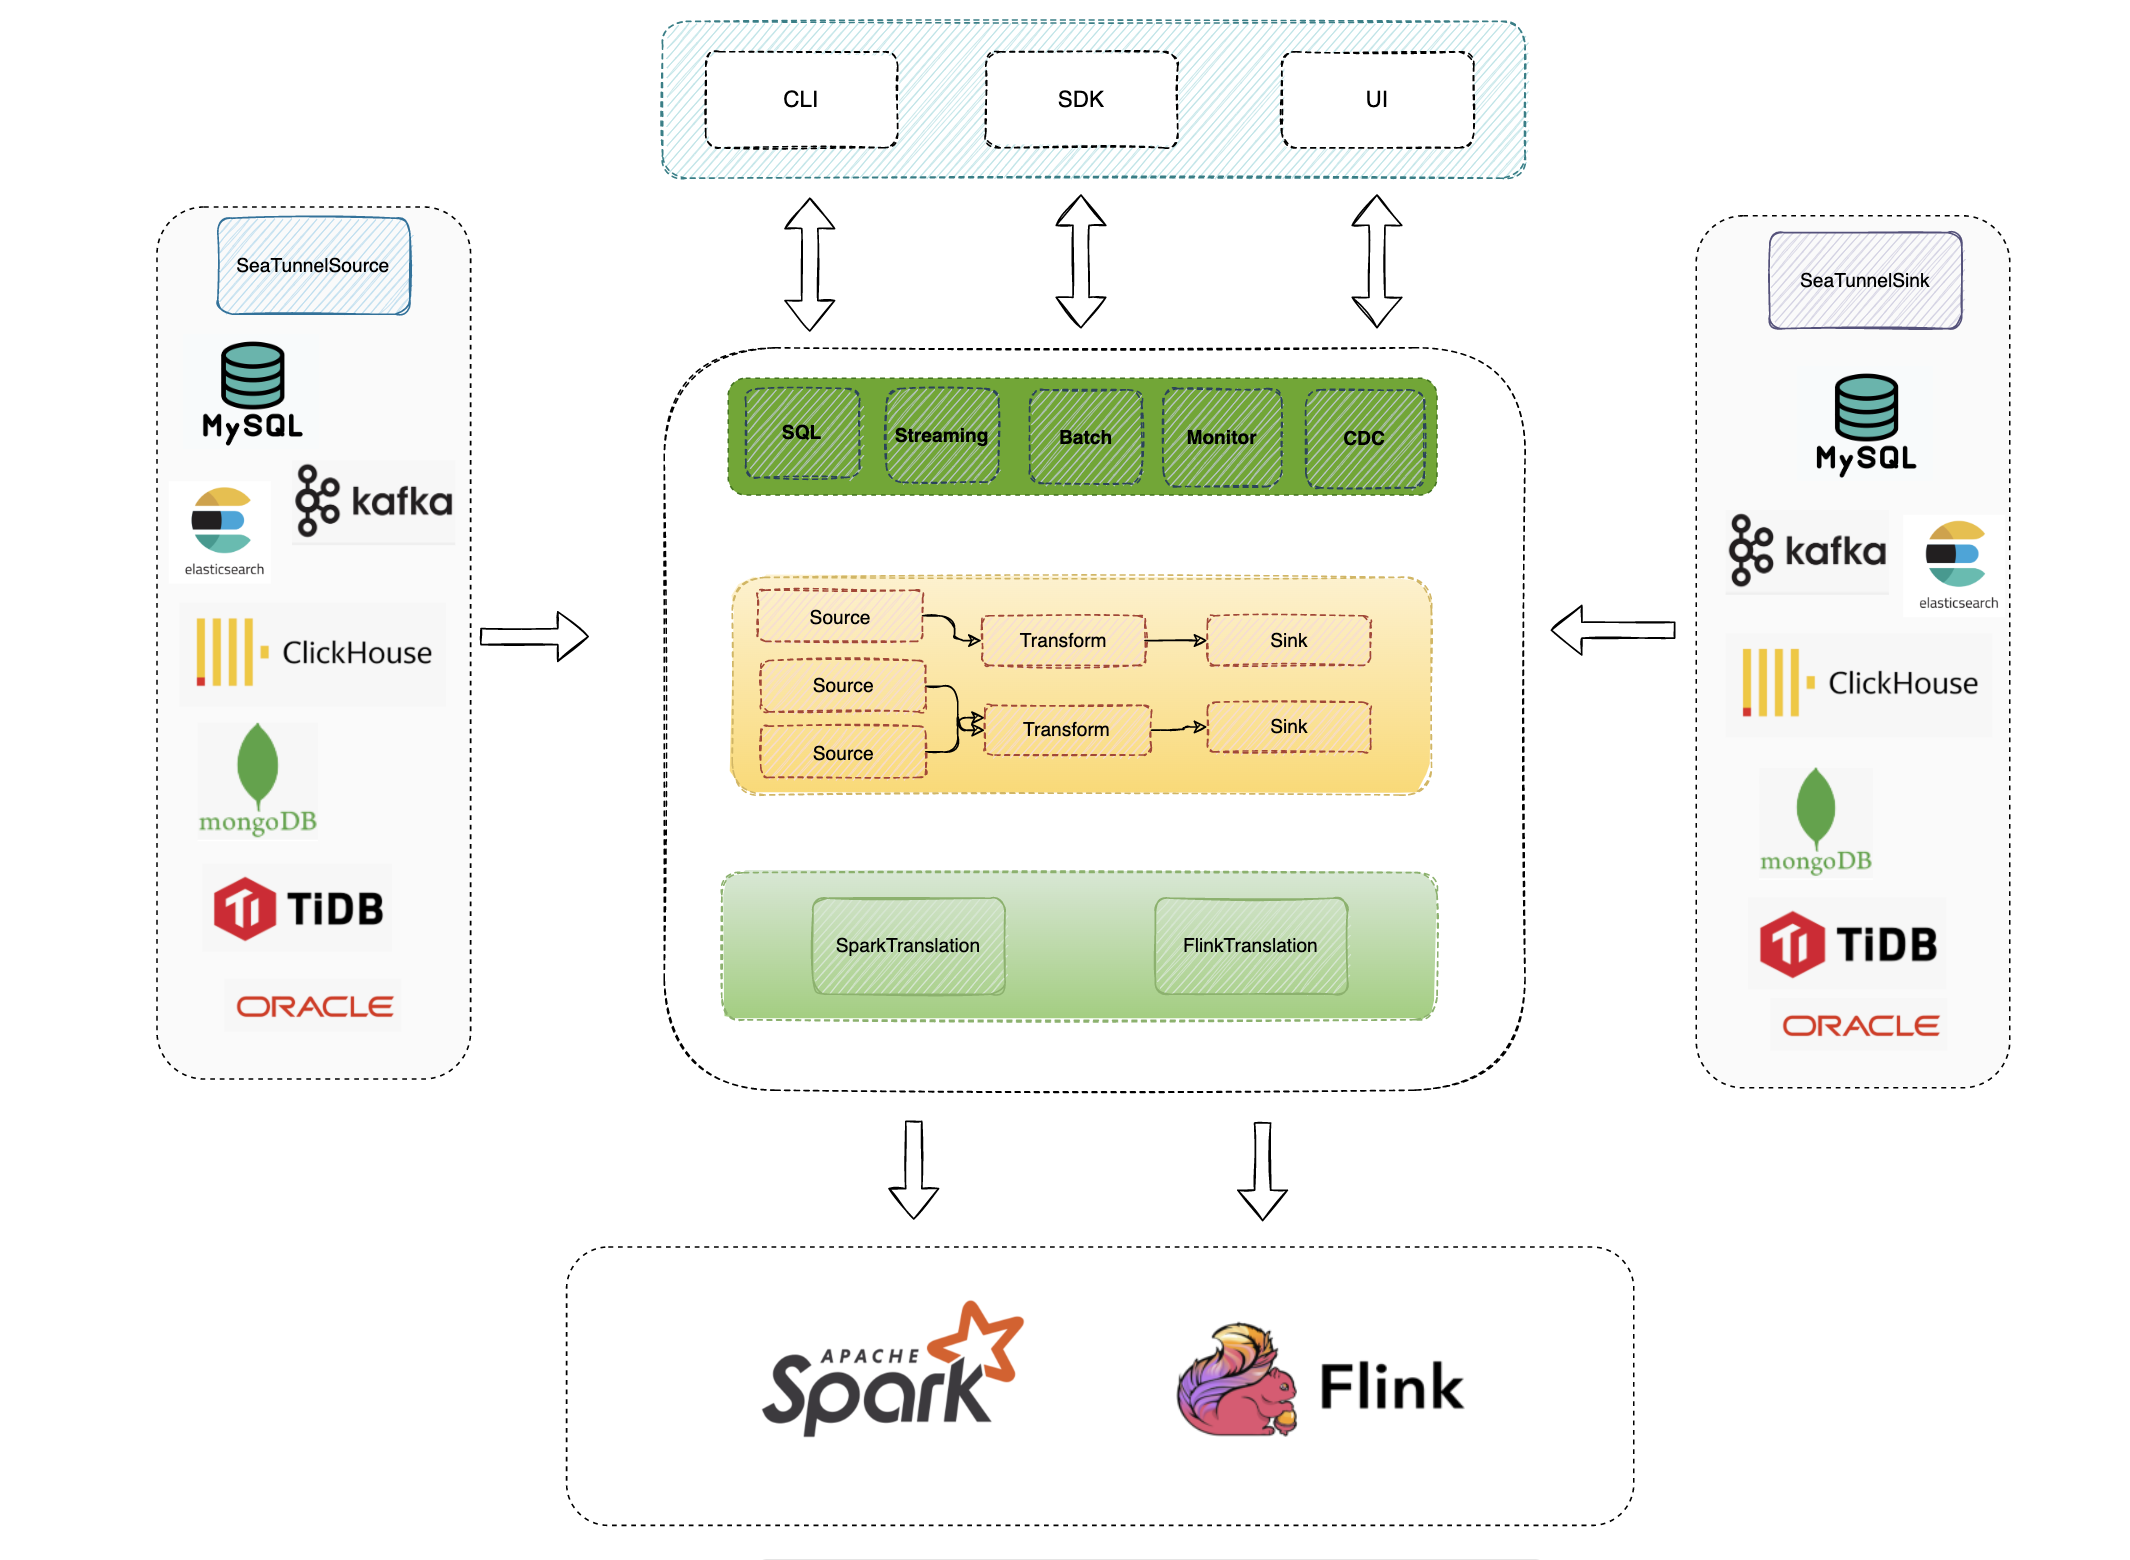 CLI
SDK
UI
SeaTunnelSource
MySQL
kafka
elasticsearch
ClickHouse
mongoDB
TiDB
ORACLE
SQL
Streaming
Batch
Monitor
CDC
Source
Transform
Sink
Source
Source
Transform
Sink
SparkTranslation
FlinkTranslation
SeaTunnelSink
MySQL
kafka
elasticsearch
ClickHouse
mongoDB
TiDB
ORACLE
APACHE
Spark
Flink